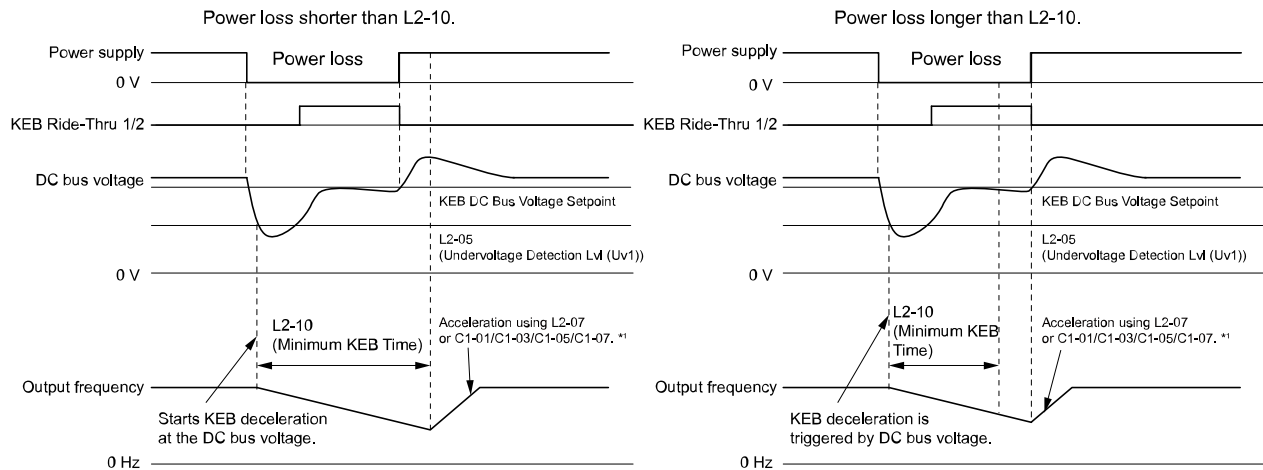 Power loss shorter than L2-10.
Power supply
Power loss
0 V
KEB Ride-Thru 1/2
DC bus voltage
KEB DC Bus Voltage Setpoint
L2-05
(Undervoltage Detection Lvl (Uv1))
0 V
L2-10
(Minimum KEB Time)
Acceleration using L2-07
or C1-01/C1-03/C1-05/C1-07. *1
Output frequency
Starts KEB deceleration
at the DC bus voltage.
0 Hz
Power loss longer than L2-10.
Power supply
Power loss
0 V
KEB Ride-Thru 1/2
DC bus voltage
KEB DC Bus Voltage Setpoint
L2-05
(Undervoltage Detection Lvl (Uv1))
0 V
L2-10
(Minimum KEB
Time)
Acceleration using L2-07
or C1-01/C1-03/C1-05/C1-07. *1
Output frequency
KEB deceleration is
triggered by DC bus voltage.
0 Hz